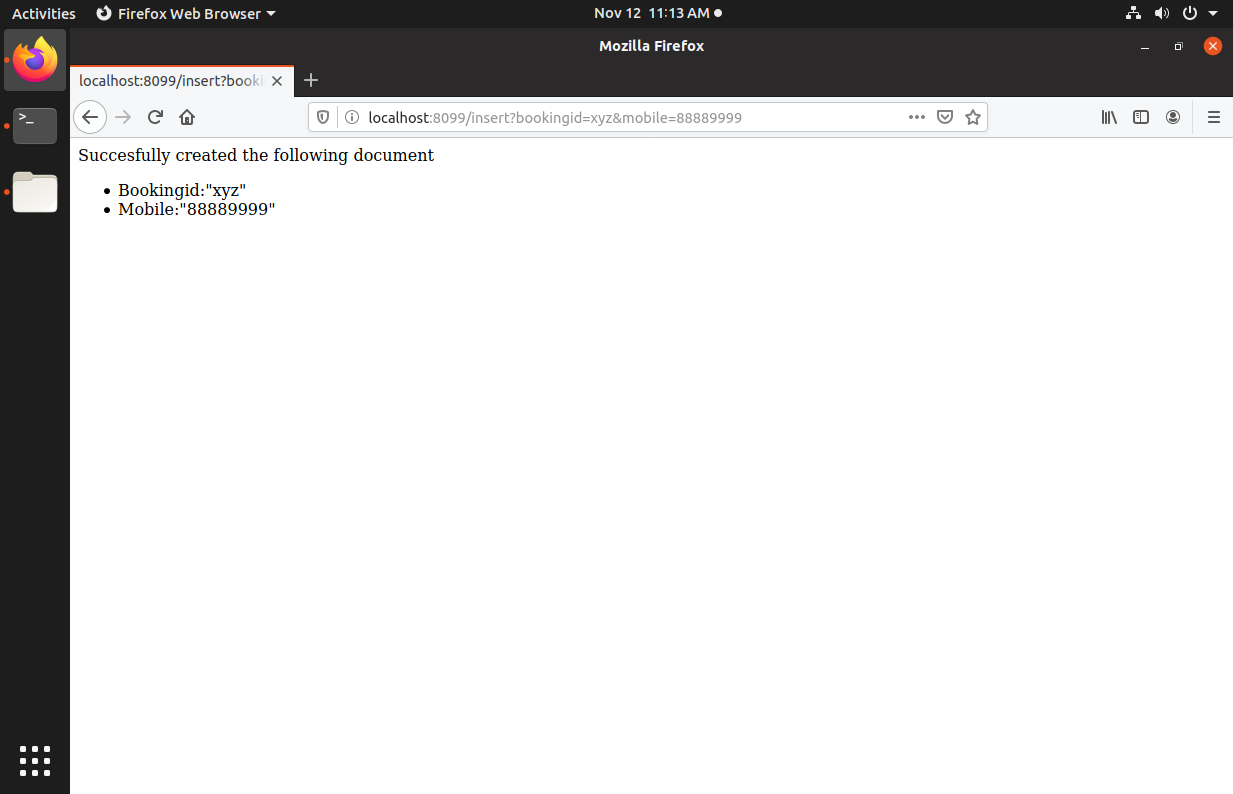 Activities Firefox Web Browser Nov 12 11:13 AM
Mozilla Firefox
localhost:8099/insert?booki
localhost:8099/insert?bookingid=xyz&mobile=88889999
>_
Succesfully created the following document
Bookingid:"xyz"
Mobile:"88889999"